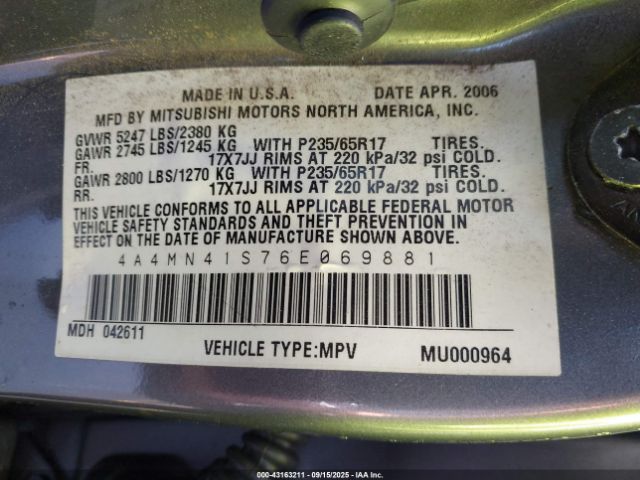 MADE IN U.S.A. DATE APR. 2006
MFD BY MITSUBISHI MOTORS NORTH AMERICA, INC.
GVWR 5247 LBS/2380 KG
GAWR 2745 LBS/1245 KG WITH P235/65R17 TIRES.
FR. 17X7JJ RIMS AT 220 kPa/32 psi COLD.
GAWR 2800 LBS/1270 KG WITH P235/65R17 TIRES.
RR. 17X7JJ RIMS AT 220 kPa/32 psi COLD.
THIS VEHICLE CONFORMS TO ALL APPLICABLE FEDERAL MOTOR
VEHICLE SAFETY STANDARDS AND THEFT PREVENTION IN
EFFECT ON THE DATE OF MANUFACTURE SHOWN ABOVE.
4A4MN41S76E069881
MDH 042611
VEHICLE TYPE:MPV MU000964
000-43163211 - 09/15/2025 - IAAI Inc. Copyright